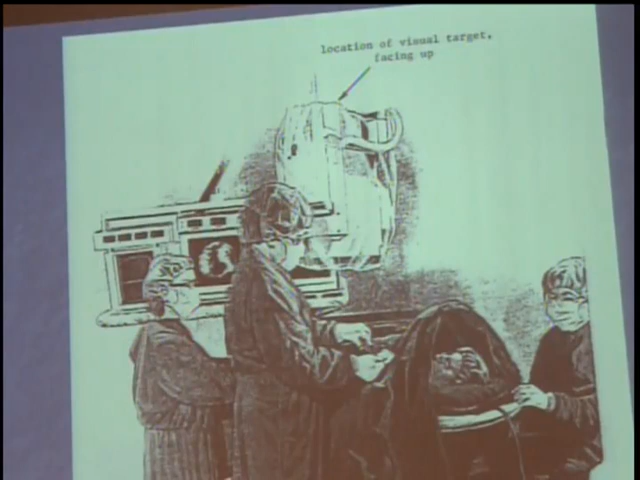 location of visual target,
facing up